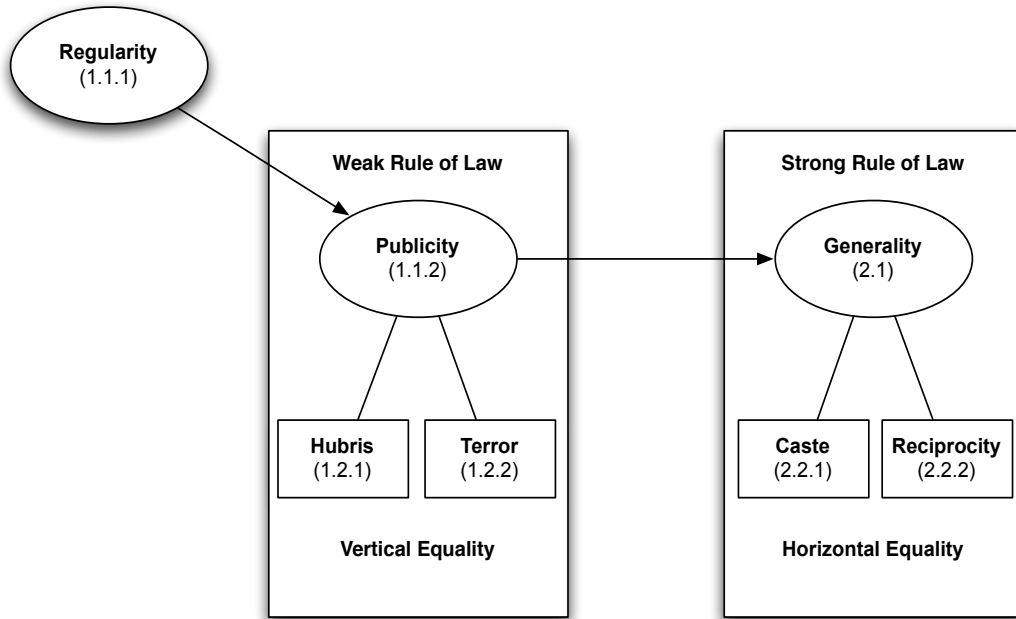 Regularity
(1.1.1)
Weak Rule of Law
Publicity
(1.1.2)
Hubris
(1.2.1)
Terror
(1.2.2)
Vertical Equality
Strong Rule of Law
Generality
(2.1)
Caste
(2.2.1)
Reciprocity
(2.2.2)
Horizontal Equality